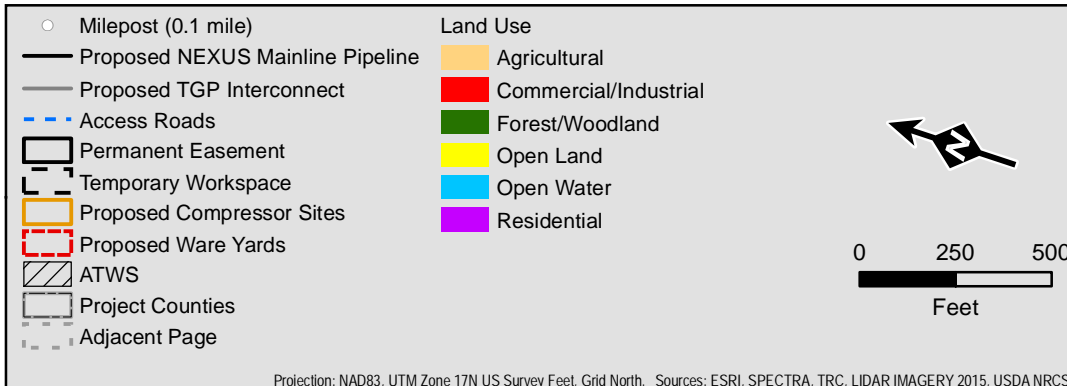 Milepost (0.1 mile)
Proposed NEXUS Mainline Pipeline
Proposed TGP Interconnect
Access Roads
Permanent Easement
Temporary Workspace
Proposed Compressor Sites
Proposed Ware Yards
ATWS
Project Counties
Adjacent Page
Land Use
Agricultural
Commercial/Industrial
Forest/Woodland
Open Land
Open Water
Residential
N
0 250 500
Feet
Projection: NAD83, UTM Zone 17N US Survey Feet, Grid North. Sources: ESRI, SPECTRA, TRC, LIDAR IMAGERY 2015, USDA NRCS